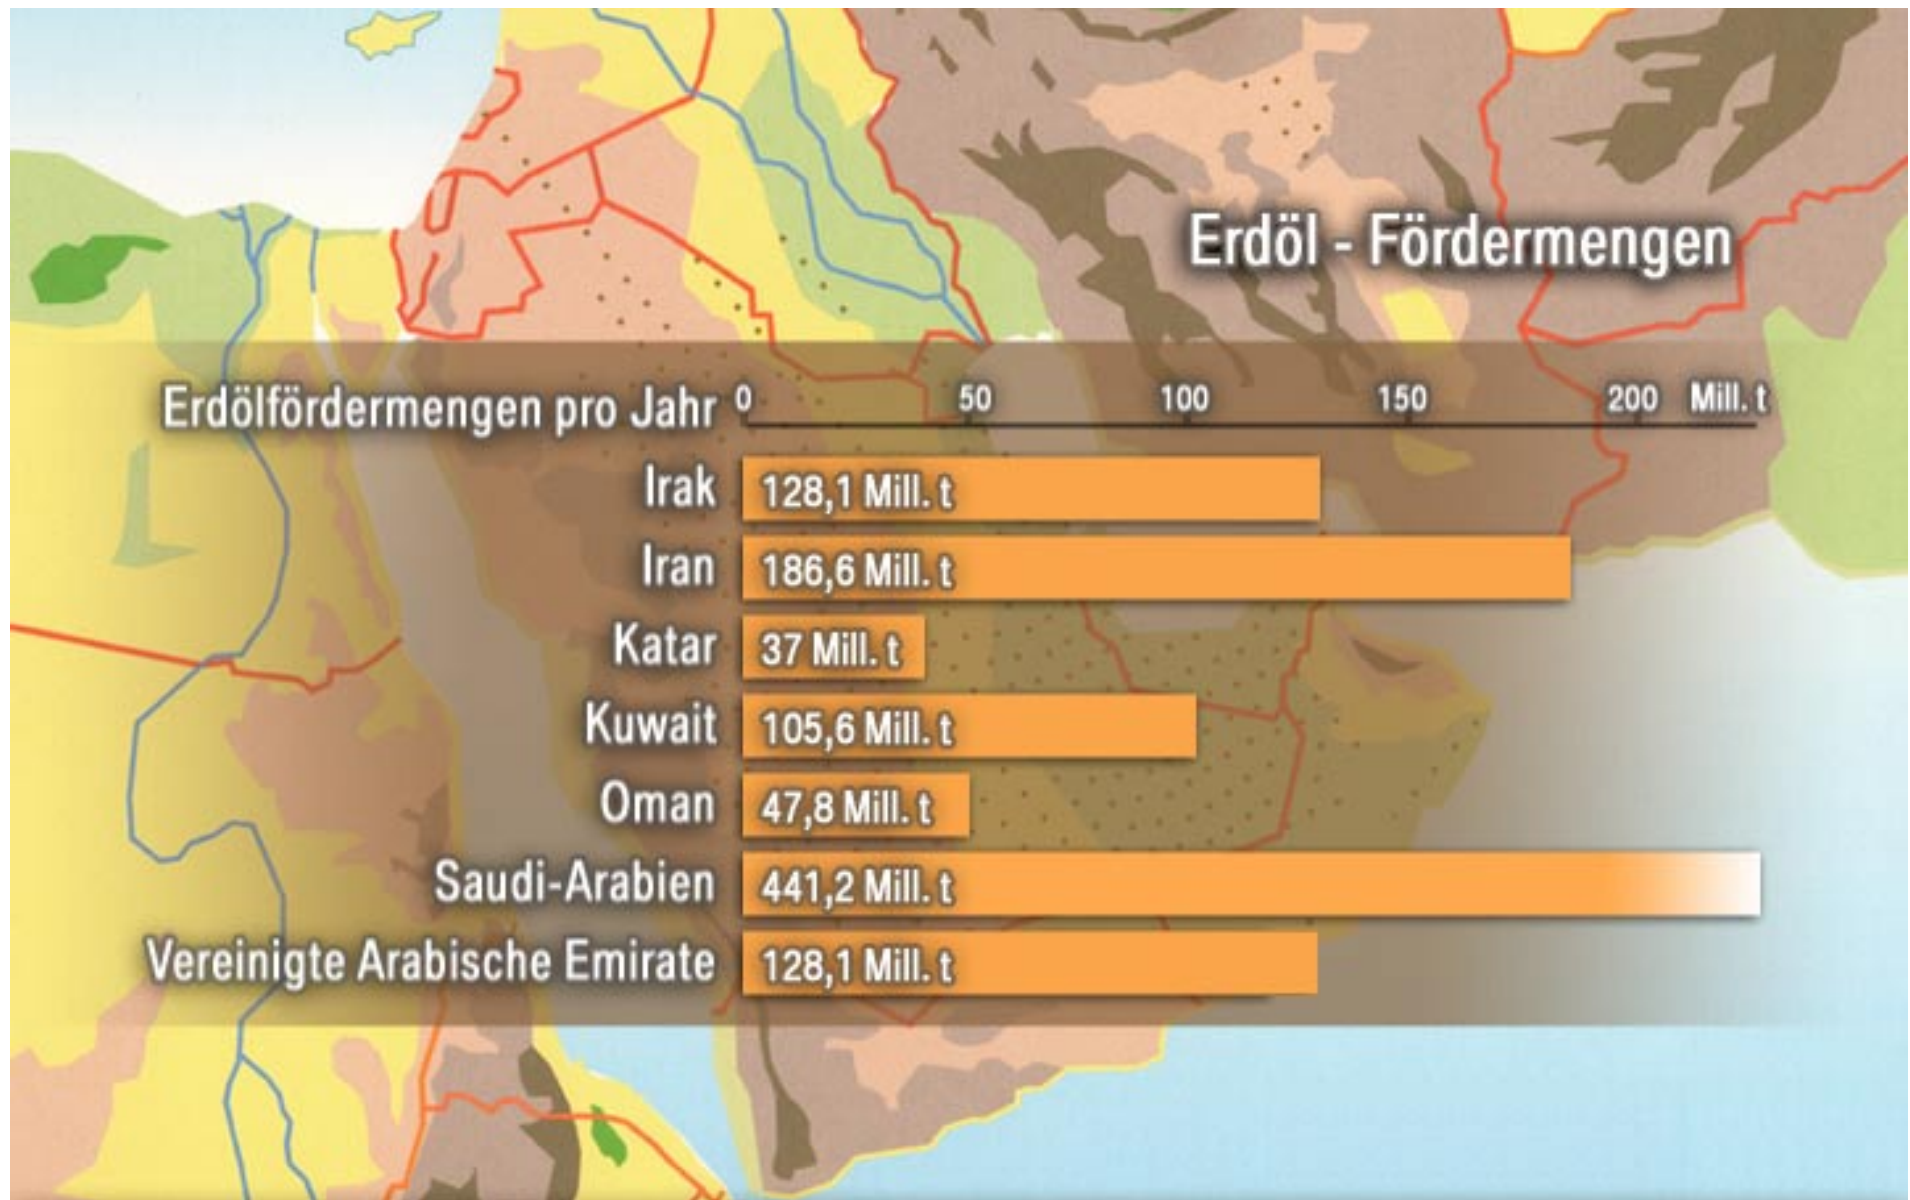 Erdöl - Fördermengen
Erdölfördermengen pro Jahr 0 50 100 150 200 Mill. t
Irak 128,1 Mill. t
Iran 186,6 Mill. t
Katar 37 Mill. t
Kuwait 105,6 Mill. t
Oman 47,8 Mill. t
Saudi-Arabien 441,2 Mill. t
Vereinigte Arabische Emirate 128,1 Mill. t